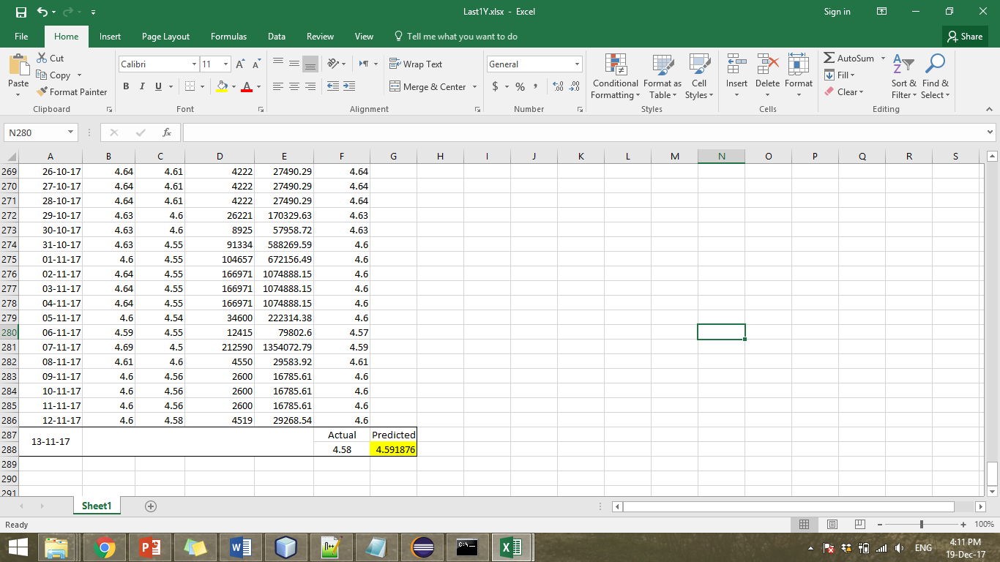 Last1Y.xlsx - Excel
Sign in
File Home Insert Page Layout Formulas Data Review View Tell me what you want to do Share
Paste
Cut
Copy
Format Painter
Clipboard
Calibri 11
B I U
Font
Wrap Text
Merge & Center
Alignment
General
$ % ,
Number
Conditional Formatting
Format as Table
Cell Styles
Styles
Insert Delete Format
Cells
AutoSum
Fill
Clear
Sort & Filter
Find & Select
Editing
N280 fx
A B C D E F G H I J K L M N O P Q R S
269 26-10-17 4.64 4.61 4222 27490.29 4.64
270 27-10-17 4.64 4.61 4222 27490.29 4.64
271 28-10-17 4.64 4.61 4222 27490.29 4.64
272 29-10-17 4.63 4.6 26221 170329.63 4.63
273 30-10-17 4.63 4.6 8925 57958.72 4.63
274 31-10-17 4.63 4.55 91334 588269.59 4.6
275 01-11-17 4.6 4.55 104657 672156.49 4.6
276 02-11-17 4.64 4.55 166971 1074888.15 4.6
277 03-11-17 4.64 4.55 166971 1074888.15 4.6
278 04-11-17 4.64 4.55 166971 1074888.15 4.6
279 05-11-17 4.6 4.54 34600 222314.38 4.6
280 06-11-17 4.59 4.55 12415 79802.6 4.57
281 07-11-17 4.69 4.5 212590 1354072.79 4.59
282 08-11-17 4.61 4.6 4550 29583.92 4.61
283 09-11-17 4.6 4.56 2600 16785.61 4.6
284 10-11-17 4.6 4.56 2600 16785.61 4.6
285 11-11-17 4.6 4.56 2600 16785.61 4.6
286 12-11-17 4.6 4.58 4519 29268.54 4.6
287 13-11-17 Actual Predicted
288 4.58 4.591876
289
290
291
Sheet1
Ready
100%
ENG
4:11 PM
19-Dec-17